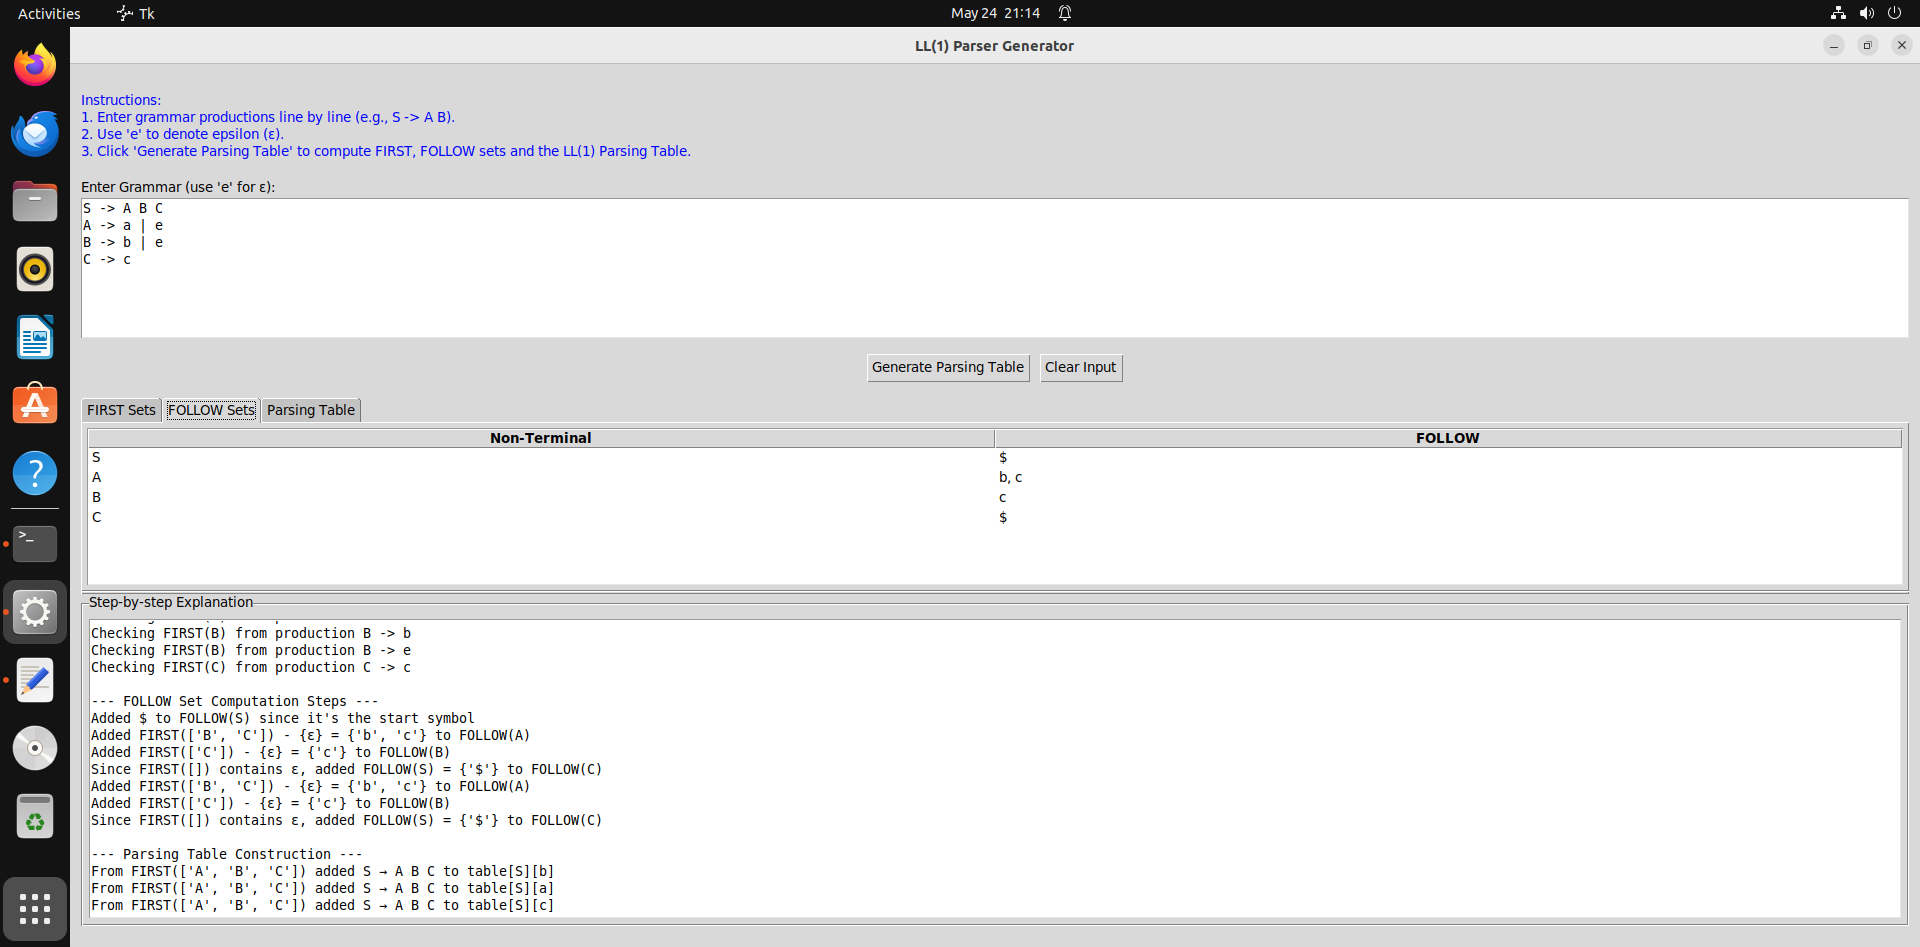 Activities
Tk
May 24 21:14
LL(1) Parser Generator
Instructions:
1. Enter grammar productions line by line (e.g., S -> A B).
2. Use 'e' to denote epsilon (ε).
3. Click 'Generate Parsing Table' to compute FIRST, FOLLOW sets and the LL(1) Parsing Table.
Enter Grammar (use 'e' for ε):
S -> A B C
A -> a | e
B -> b | e
C -> c
Generate Parsing Table
Clear Input
FIRST Sets
FOLLOW Sets
Parsing Table
Non-Terminal FOLLOW
S $
A b, c
B c
C $
Step-by-step Explanation
Checking FIRST(B) from production B -> b
Checking FIRST(B) from production B -> e
Checking FIRST(C) from production C -> c
--- FOLLOW Set Computation Steps ---
Added $ to FOLLOW(S) since it's the start symbol
Added FIRST(['B', 'C']) - {ε} = {'b', 'c'} to FOLLOW(A)
Added FIRST(['C']) - {ε} = {'c'} to FOLLOW(B)
Since FIRST([]) contains ε, added FOLLOW(S) = {'$'} to FOLLOW(C)
Added FIRST(['B', 'C']) - {ε} = {'b', 'c'} to FOLLOW(A)
Added FIRST(['C']) - {ε} = {'c'} to FOLLOW(B)
Since FIRST([]) contains ε, added FOLLOW(S) = {'$'} to FOLLOW(C)
--- Parsing Table Construction ---
From FIRST(['A', 'B', 'C']) added S → A B C to table[S][b]
From FIRST(['A', 'B', 'C']) added S → A B C to table[S][a]
From FIRST(['A', 'B', 'C']) added S → A B C to table[S][c]